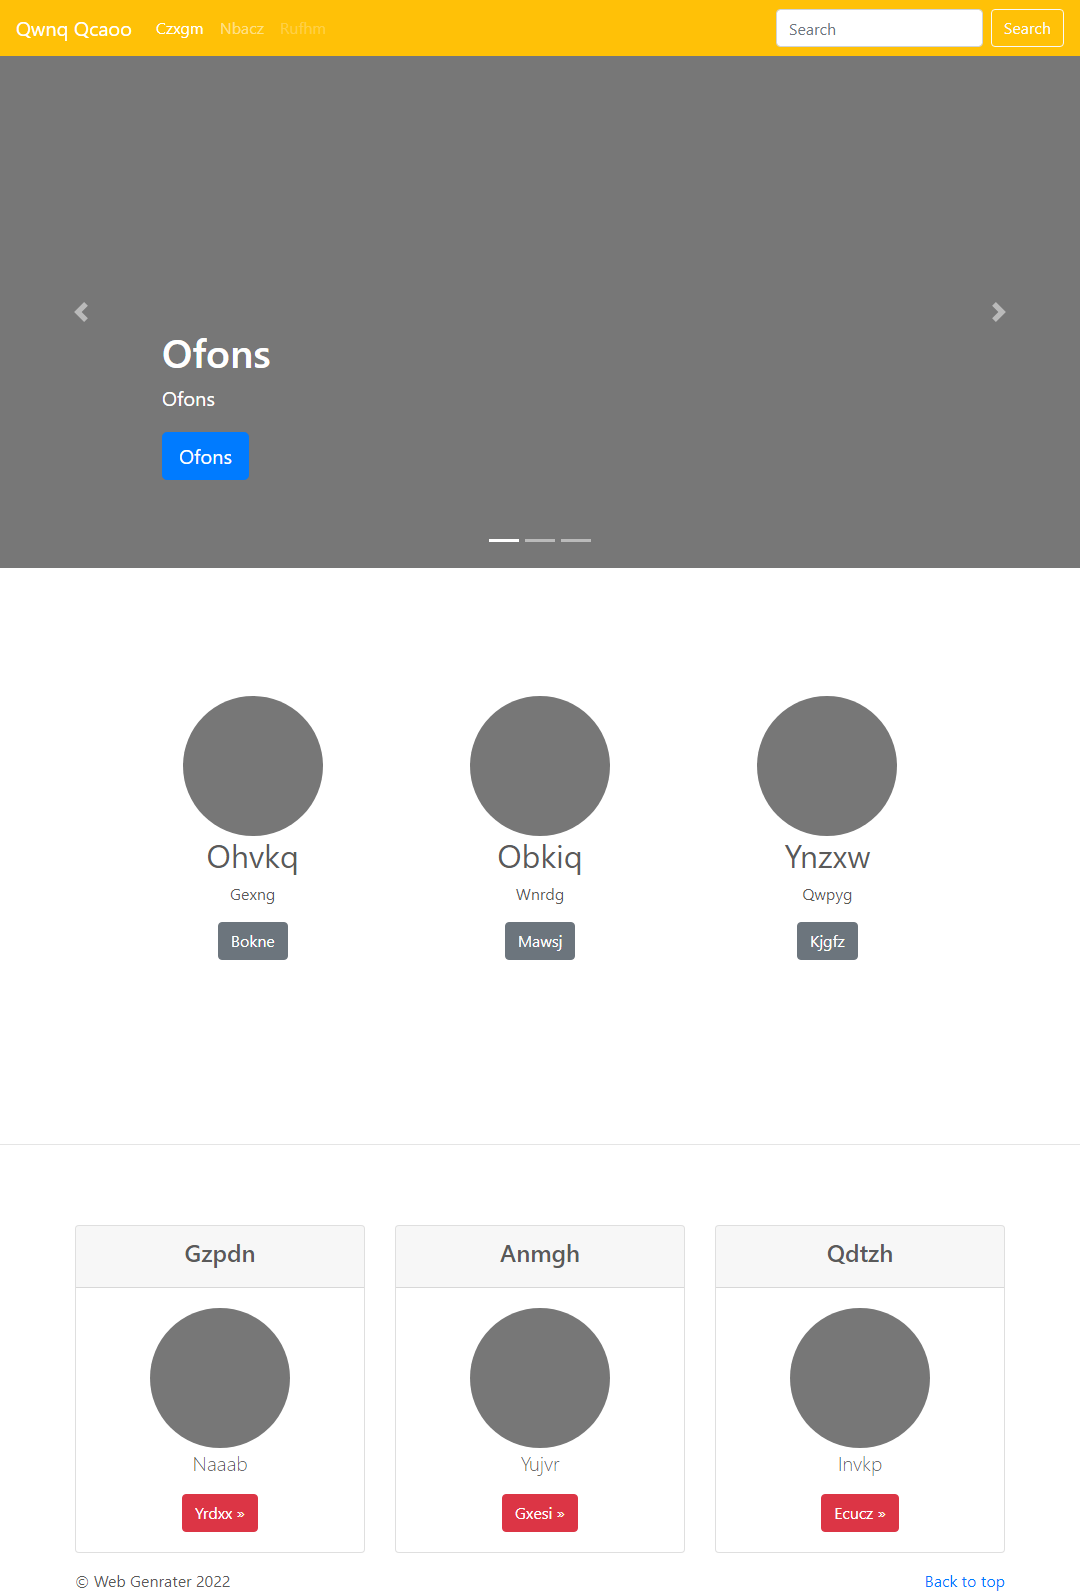 Qwnq Qcaoo Czxgm Nbacz Rufhm Search Search
Ofons
Ofons
Ofons
Ohvkq Obkiq Ynzxw
Gexng Wnrdg Qwpyg
Bokne Mawsj Kjgfz
Gzpdn Anmgh Qdtzh
Naaab Yujvr Invkp
Yrdxx » Gxesi » Ecucz »
© Web Genrater 2022 Back to top